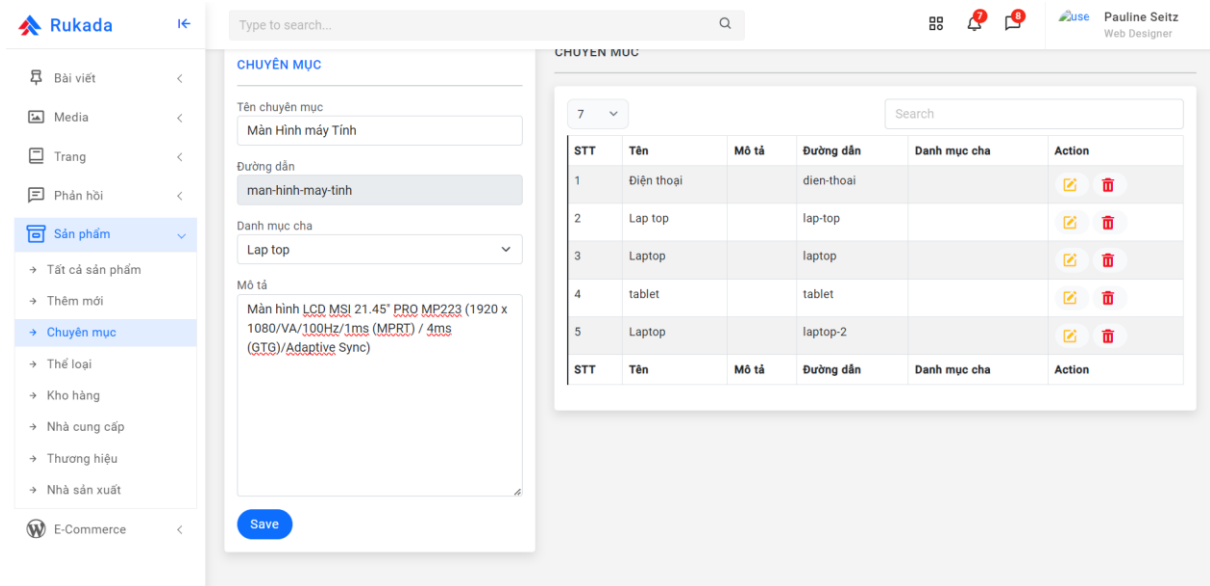 Rukada
Type to search...
7
8
use
Pauline Seitz
Web Designer
Bài viết
Media
Trang
Phản hồi
Sản phẩm
Tất cả sản phẩm
Thêm mới
Chuyên mục
Thể loại
Kho hàng
Nhà cung cấp
Thương hiệu
Nhà sản xuất
E-Commerce
CHUYÊN MỤC
Tên chuyên mục
Màn Hình máy Tính
Đường dẫn
man-hinh-may-tinh
Danh mục cha
Lap top
Mô tả
Màn hình LCD MSI 21.45" PRO MP223 (1920 x
1080/VA/100Hz/1ms (MPRT) / 4ms
(GTG)/Adaptive Sync)
Save
CHUYÊN MỤC
7
Search
STT Tên Mô tả Đường dẫn Danh mục cha Action
1 Điện thoại dien-thoai
2 Lap top lap-top
3 Laptop laptop
4 tablet tablet
5 Laptop laptop-2
STT Tên Mô tả Đường dẫn Danh mục cha Action